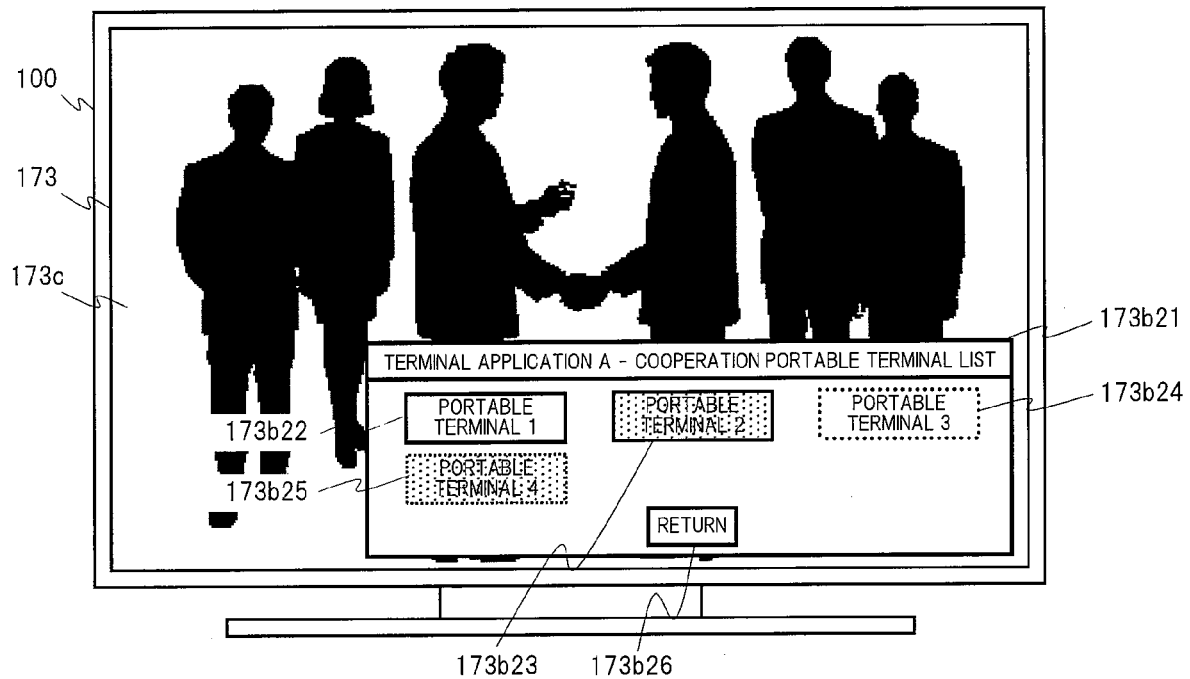 100
173
173c
173b21
TERMINAL APPLICATION A - COOPERATION PORTABLE TERMINAL LIST
PORTABLE
TERMINAL 1
PORTABLE
TERMINAL 2
PORTABLE
TERMINAL 3
173b24
173b22
PORTABLE
TERMINAL 4
173b25
RETURN
173b23
173b26